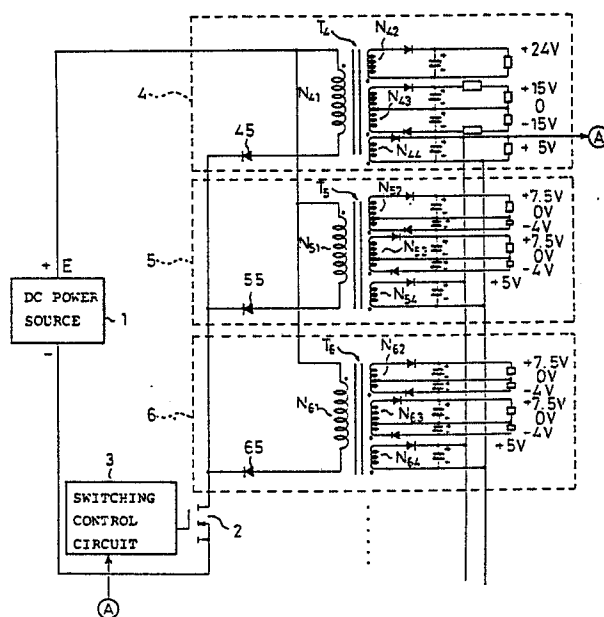 T4
N42
+24V
4
N41
+15V
N43
0
-15V
45
N44
+5V
A
T5
N52
+7.5V
0V
-4V
5
N51
+7.5V
N53
0V
-4V
55
N54
+5V
+ E
DC POWER
SOURCE
1
-
T6
N62
+7.5V
0V
-4V
6
N61
+7.5V
N63
0V
-4V
65
N64
+5V
3
SWITCHING
CONTROL
CIRCUIT
2
A